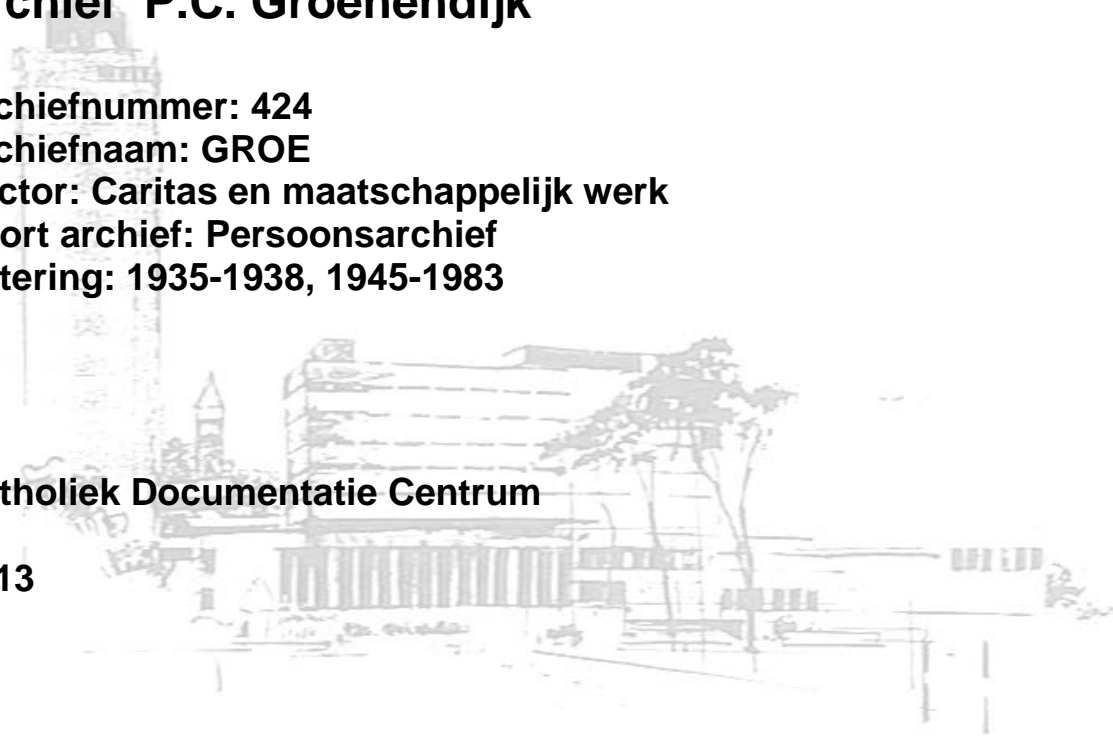 rchief P.C. Groenendijk
chiefnummer: 424
chiefnaam: GROE
ctor: Caritas en maatschappelijk werk
ort archief: Persoonsarchief
tering: 1935-1938, 1945-1983
tholiek Documentatie Centrum
13